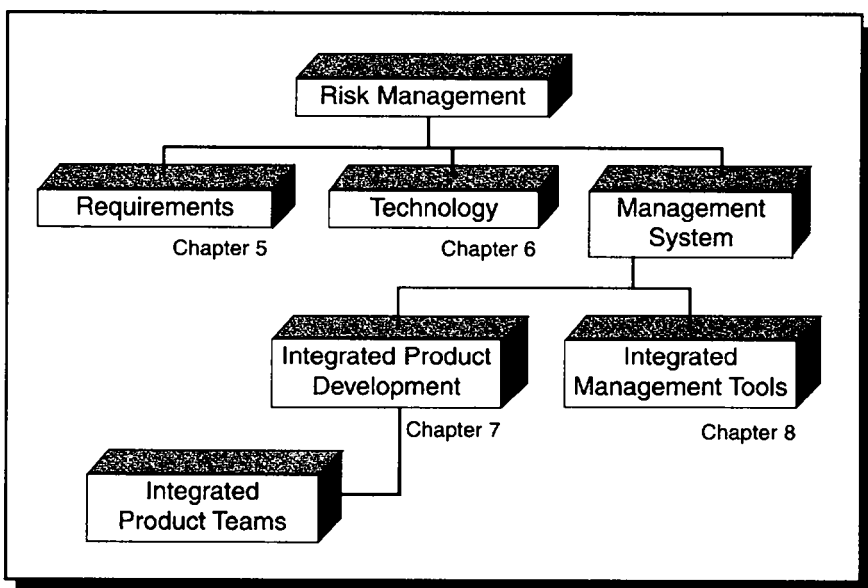 Risk Management
Requirements
Chapter 5
Technology
Chapter 6
Management
System
Integrated Product
Development
Chapter 7
Integrated
Management Tools
Chapter 8
Integrated
Product Teams